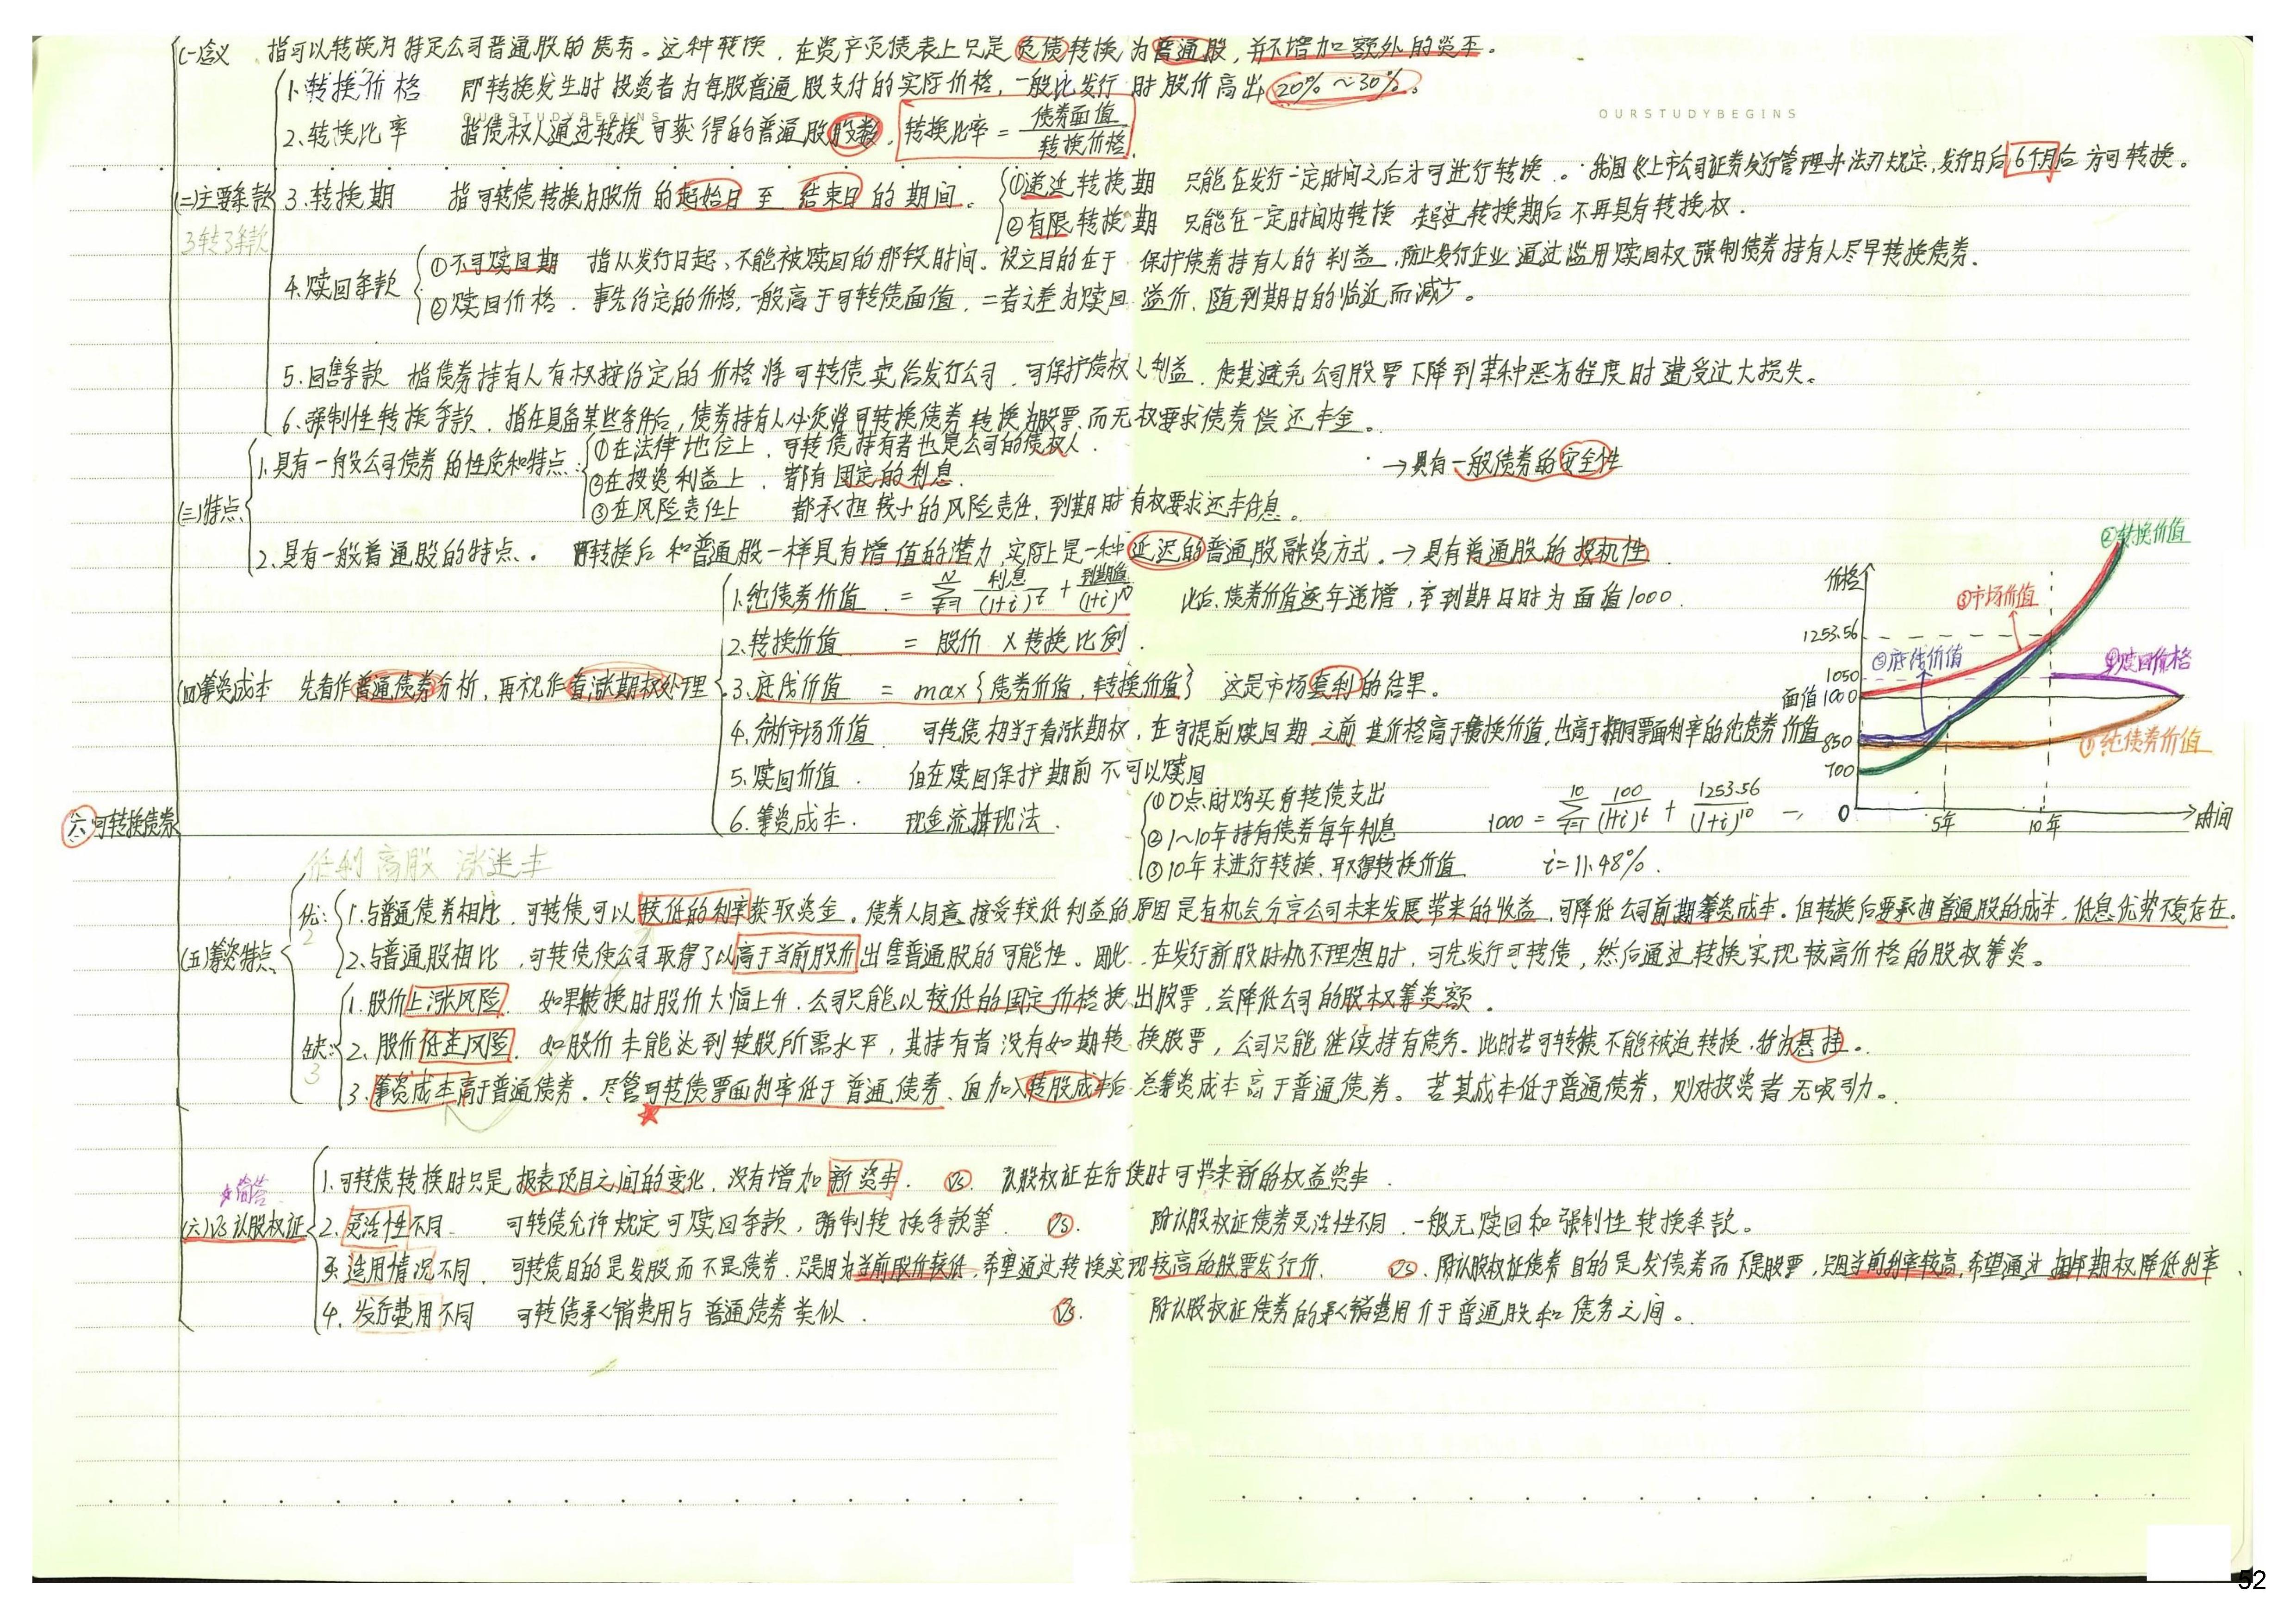 (一)含义 指可以转换为特定公司普通股的债券。这种转换，在资产负债表上只是负债转换为普通股，并不增加额外的资本。
1.转换价格 即转换发生时投资者为每股普通股支付的实际价格，一般比发行时股价高出20%～30%。
OURSTUDYBEGINS
OURSTUDYBEGINS
2.转换比率 指债权人通过转换可获得的普通股股数，转换比率 = 债券面值/转换价格
(二)主要条款
3转3条款
3.转换期 指可转债转换为股份的起始日至结束日的期间。
①递延转换期 只能在发行一定时间之后才可进行转换。我国《上市公司证券发行管理办法》规定，发行日后6个月后方可转换。
②有限转换期 只能在一定时间内转换 超过转换期后不再具有转换权.
4.赎回条款
①不可赎回期 指从发行日起，不能被赎回的那段时间。设立目的在于保护债券持有人的利益，防止发行企业通过滥用赎回权强制债券持有人尽早转换债券.
②赎回价格. 事先约定的价格，一般高于可转债面值，二者之差为赎回溢价，随到期日的临近而减少。
5.回售条款 指债券持有人有权按约定的价格将可转债卖给发行公司，可保护债权人利益，使其避免公司股票下降到某种恶劣程度时遭受过大损失。
6.强制性转换条款. 指在具备某些条件后，债券持有人必须将可转换债券转换为股票，而无权要求债券偿还本金。
(三)特点
1.具有一般公司债券的性质和特点:
①在法律地位上，可转债持有者也是公司的债权人.
②在投资利益上，都有固定的利息.
③在风险责任上 都承担较小的风险责任，到期时有权要求还本付息。
→具有一般债券的安全性
2.具有一般普通股的特点. 即转换后和普通股一样具有增值的潜力，实际上是一种延迟的普通股融资方式. →具有普通股的投机性
(四)筹资成本 先看作普通债券分析，再视作看涨期权处理
1.纯债券价值 = N∑t=1 利息/(1+i)^t + 到期值/(1+i)^N 此后，债券价值逐年递增，至到期日时为面值1000.
2.转换价值 = 股价 × 转换比例.
3.底线价值 = max{债券价值，转换价值} 这是市场套利的结果。
4.分析市场价值 可转债相当于看涨期权，在可提前赎回期之前 其价格高于转换价值，也高于相同票面利率的纯债券价值
5.赎回价值. 但在赎回保护期前不可以赎回
6.筹资成本. 现金流折现法.
①0点时购买可转债支出
②1~10年持有债券每年利息
③10年末进行转换，取得转换价值
1000 = 10∑t=1 100/(1+i)^t + 1253.56/(1+i)^10
i=11.48%.
价格
②转换价值
⑤市场价值
1253.56
③底线价值
④赎回价格
1050
面值1000
850
①纯债券价值
700
0
5年
10年
时间
六 可转换债券
低利 高股 涨迷本
(五)筹资特点
优: 2
1.与普通债券相比，可转债可以较低的利率获取资金。债券人同意接受较低利益的原因是有机会分享公司未来发展带来的收益，可降低公司前期筹资成本。但转换后要承担普通股的成本，低息优势不复存在。
2.与普通股相比，可转债使公司取得了以高于当前股价出售普通股的可能性。因此，在发行新股时机不理想时，可先发行可转债，然后通过转换实现较高价格的股权筹资。
缺: 3
1.股价上涨风险. 如果转换时股价大幅上升，公司只能以较低的固定价格换出股票，会降低公司的股权筹资额.
2.股价低迷风险. 如股价未能达到转股所需水平，其持有者没有如期转换股票，公司只能继续持有债务。此时若可转债不能被迫转换，称为悬挂。
3.筹资成本高于普通债券. 尽管可转债票面利率低于普通债券，但加入转股成本后总筹资成本高于普通债券。若其成本低于普通债券，则对投资者无吸引力。
简答
(六)VS认股权证
1.可转债转换时只是报表项目之间的变化，没有增加新资本. VS. 认股权证在行使时可带来新的权益资本.
2.灵活性不同. 可转债允许规定可赎回条款，强制转换条款等. VS. 附认股权证债券灵活性不同，一般无赎回和强制性转换条款。
3.适用情况不同. 可转债目的是发股而不是债券，只是因为当前股价较低，希望通过转换实现较高的股票发行价. VS. 附认股权证债券目的是发债券而不是股票，只因当前利率较高，希望通过捆绑期权降低利率.
4.发行费用不同 可转债承销费用与普通债券类似. VS. 附认股权证债券的承销费用介于普通股和债务之间。
52